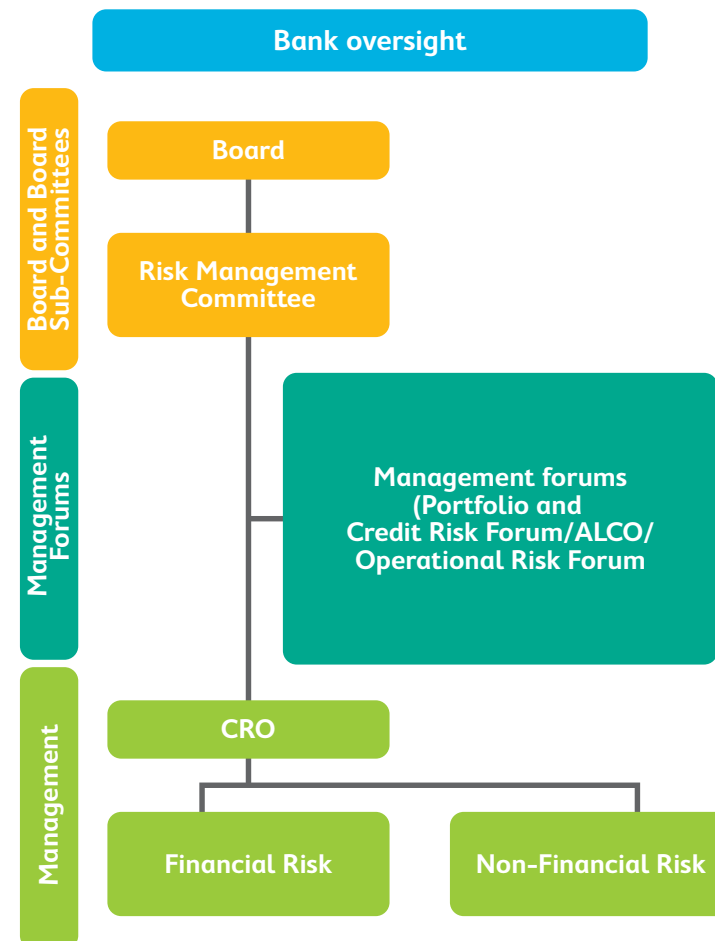 Bank oversight
Board and Board
Sub-Committees
Board
Risk Management
Committee
Management
Forums
Management forums
(Portfolio and
Credit Risk Forum/ALCO/
Operational Risk Forum
Management
CRO
Financial Risk
Non-Financial Risk